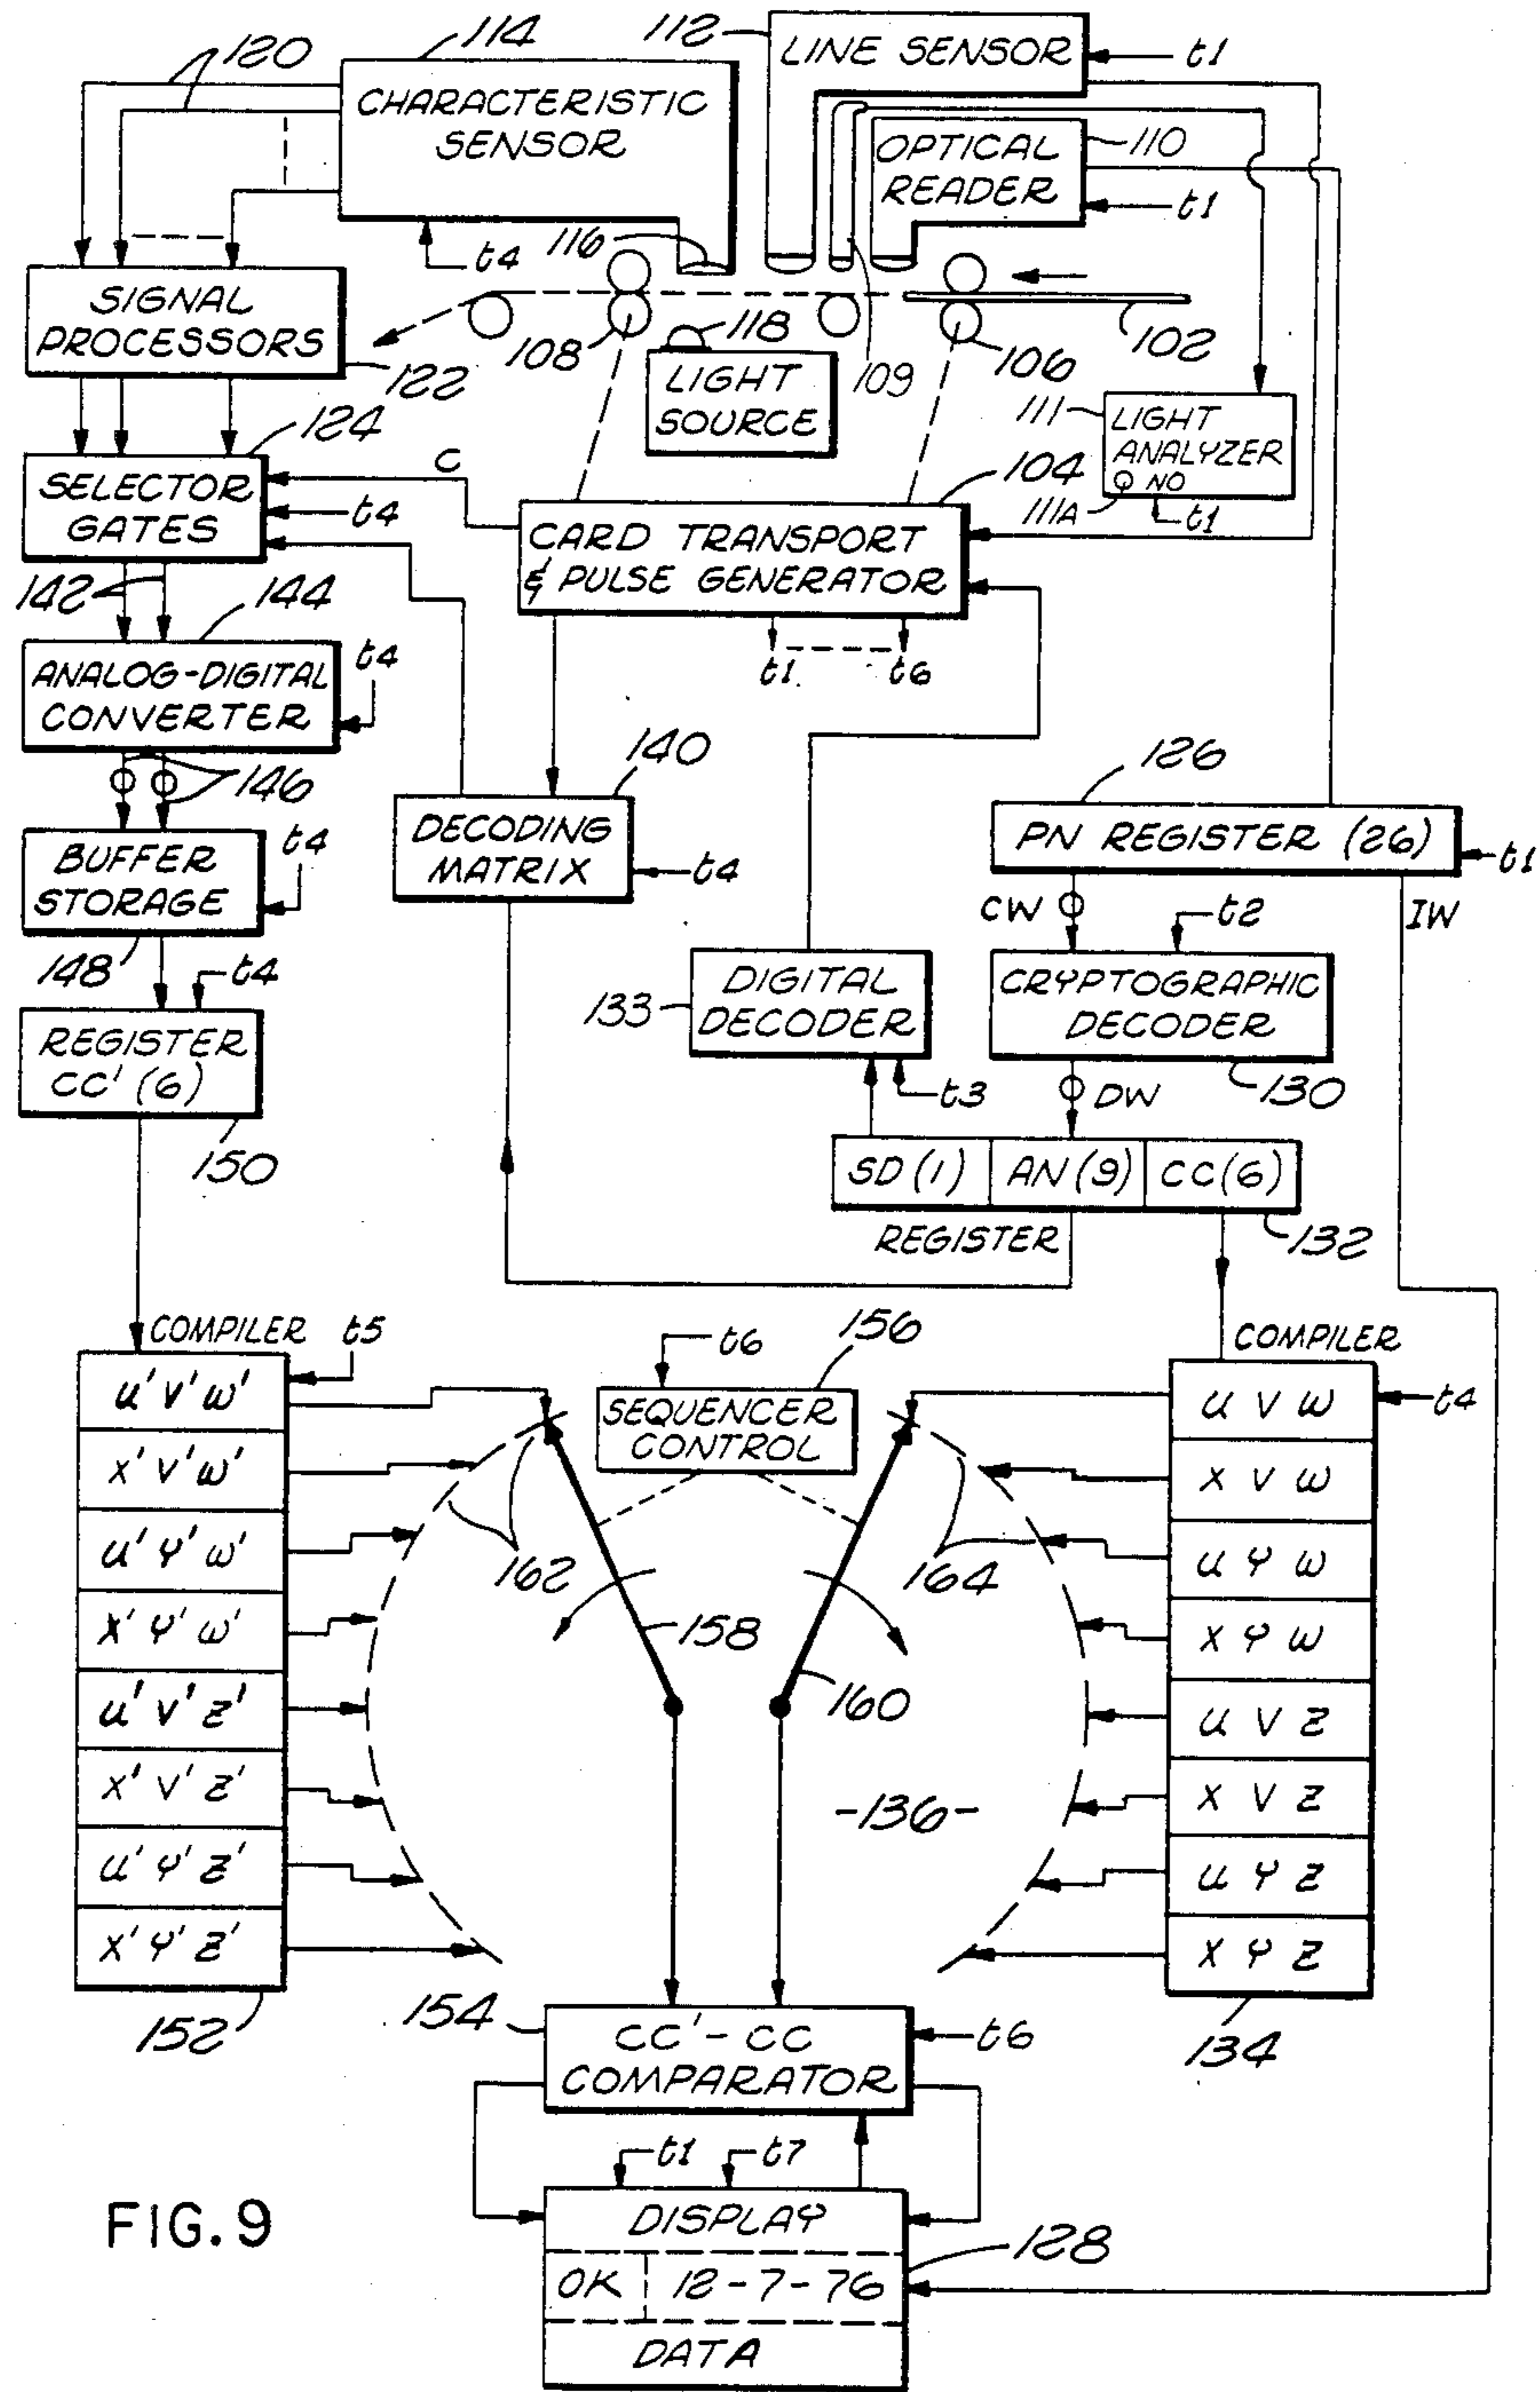 120
114
112
LINE SENSOR
t1
CHARACTERISTIC
SENSOR
OPTICAL
READER
110
t1
t4
116
SIGNAL
PROCESSORS
122
108
118
LIGHT
SOURCE
109
106
102
111
LIGHT
ANALYZER
NO
111A
t1
124
SELECTOR
GATES
C
t4
104
CARD TRANSPORT
& PULSE GENERATOR
t1
t6
142
144
ANALOG-DIGITAL
CONVERTER
t4
146
140
DECODING
MATRIX
t4
126
PN REGISTER (26)
t1
BUFFER
STORAGE
t4
148
CW
t2
IW
t4
REGISTER
CC' (6)
150
133
DIGITAL
DECODER
t3
CRYPTOGRAPHIC
DECODER
130
DW
SD (1)
AN (9)
CC (6)
REGISTER
132
COMPILER
t5
t6
156
SEQUENCER
CONTROL
COMPILER
t4
U' V' W'
X' V' W'
U' Y' W'
X' Y' W'
U' V' Z'
X' V' Z'
U' Y' Z'
X' Y' Z'
152
162
158
164
160
-136-
U V W
X V W
U Y W
X Y W
U V Z
X V Z
U Y Z
X Y Z
134
154
CC'- CC
COMPARATOR
t6
t1
t7
DISPLAY
128
OK
12-7-76
DATA
FIG. 9